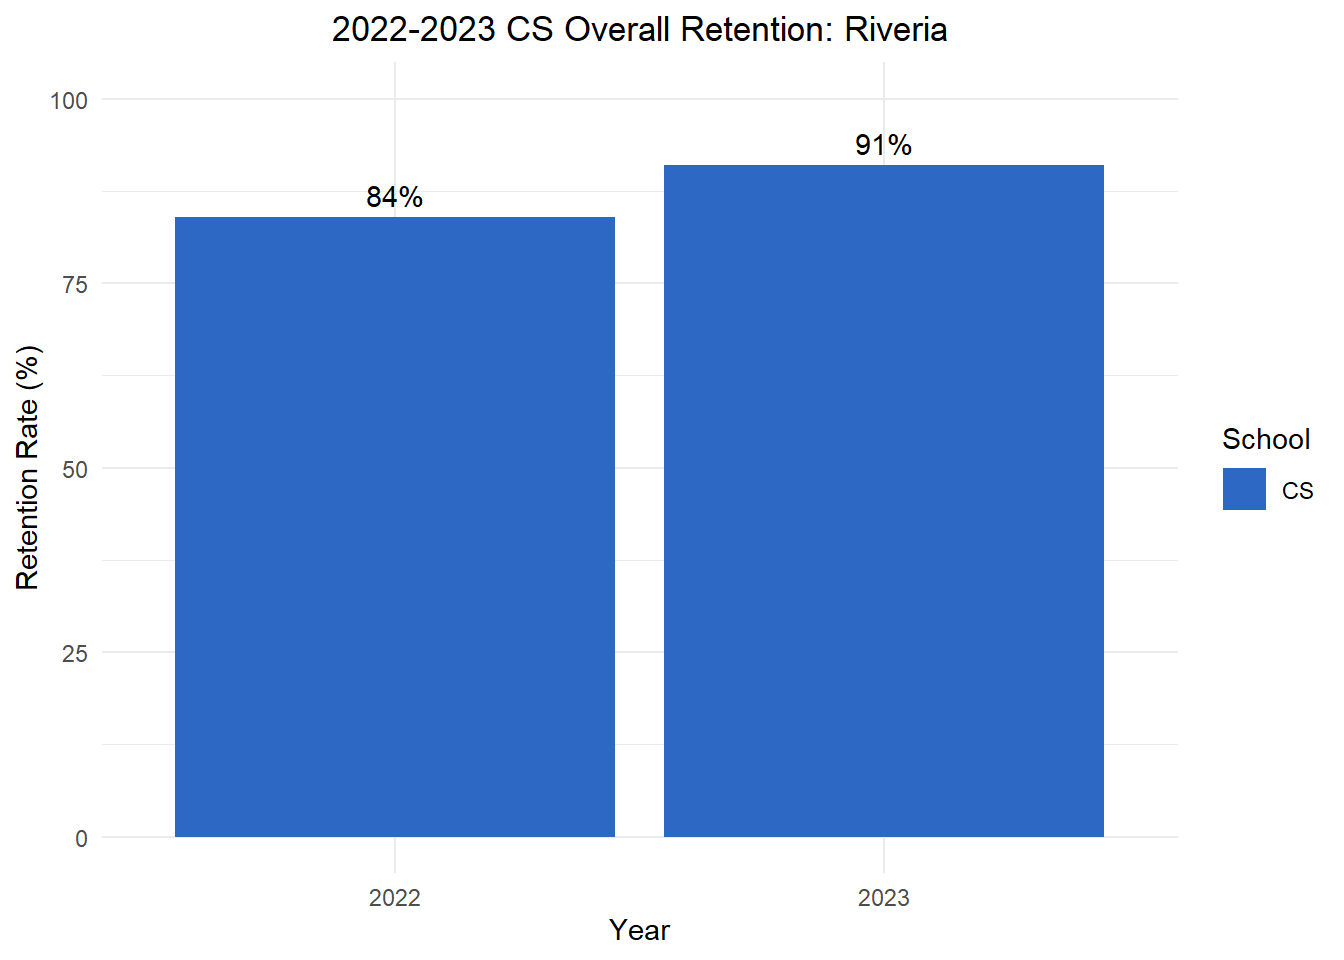 2022-2023 CS Overall Retention: Riveria
100
75
50
25
0
Retention Rate (%)
84%
91%
2022
2023
Year
School
CS